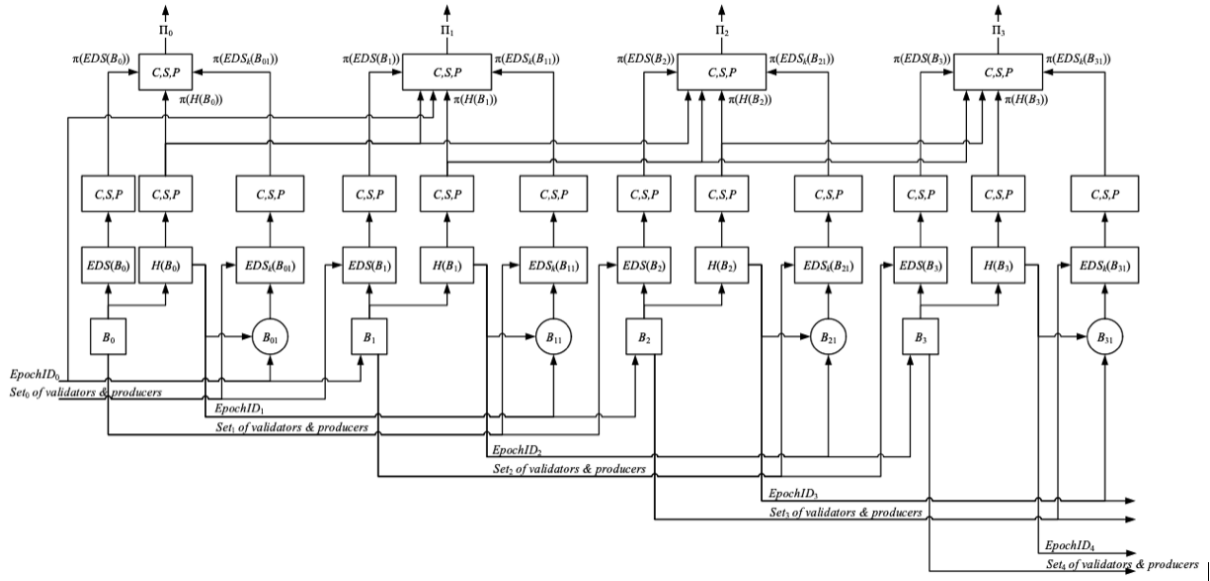 Π₀ Π₁ Π₂ Π₃
π(EDS(B₀)) C,S,P π(EDSₖ(B₀₁)) π(EDS(B₁)) C,S,P π(EDSₖ(B₁₁)) π(EDS(B₂)) C,S,P π(EDSₖ(B₂₁)) π(EDS(B₃)) C,S,P π(EDSₖ(B₃₁))
π(H(B₀)) π(H(B₁)) π(H(B₂)) π(H(B₃))
C,S,P C,S,P C,S,P C,S,P C,S,P C,S,P C,S,P C,S,P C,S,P C,S,P C,S,P C,S,P
EDS(B₀) H(B₀) EDSₖ(B₀₁) EDS(B₁) H(B₁) EDSₖ(B₁₁) EDS(B₂) H(B₂) EDSₖ(B₂₁) EDS(B₃) H(B₃) EDSₖ(B₃₁)
B₀ B₀₁ B₁ B₁₁ B₂ B₂₁ B₃ B₃₁
EpochID₀
Set₀ of validators & producers
EpochID₁
Set₁ of validators & producers
EpochID₂
Set₂ of validators & producers
EpochID₃
Set₃ of validators & producers
EpochID₄
Set₄ of validators & producers